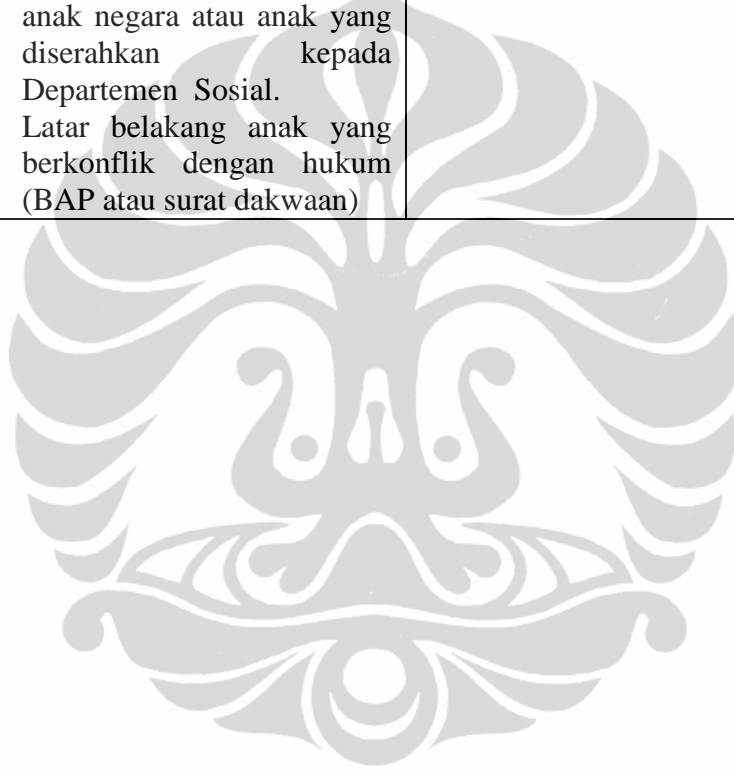 anak negara atau anak yang
diserahkan kepada
Departemen Sosial.
Latar belakang anak yang
berkonflik dengan hukum
(BAP atau surat dakwaan)